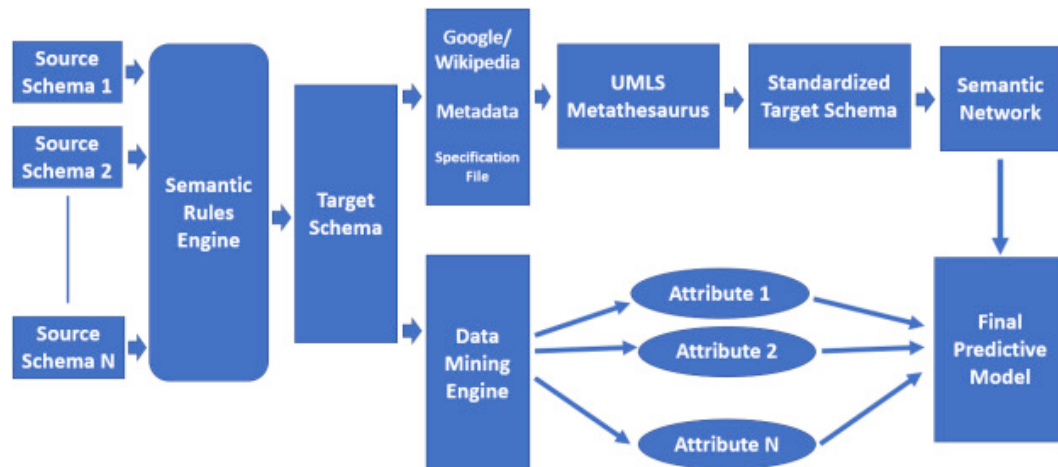 Source
Schema 1
Source
Schema 2
Source
Schema N
Semantic
Rules
Engine
Target
Schema
Google/
Wikipedia
Metadata
Specification
File
UMLS
Metathesaurus
Standardized
Target Schema
Semantic
Network
Data
Mining
Engine
Attribute 1
Attribute 2
Attribute N
Final
Predictive
Model